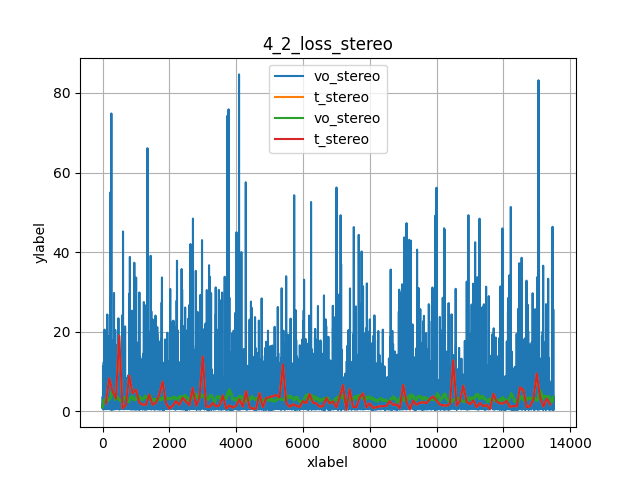 4_2_loss_stereo
vo_stereo
t_stereo
vo_stereo
t_stereo
ylabel
80
60
40
20
0
0 2000 4000 6000 8000 10000 12000 14000
xlabel